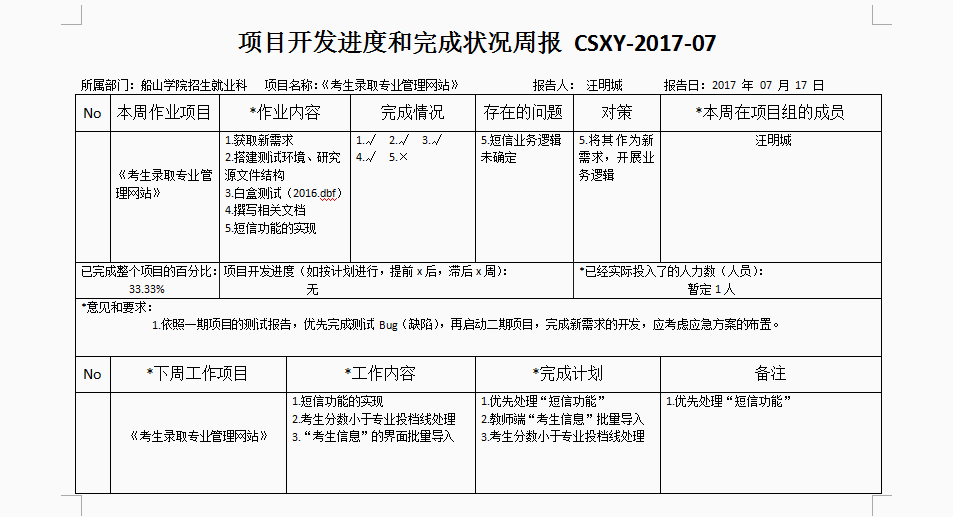 项目开发进度和完成状况周报 CSXY-2017-07
所属部门：船山学院招生就业科 项目名称：《考生录取专业管理网站》 报告人： 汪明城 报告日：2017 年 07 月 17 日
No 本周作业项目 *作业内容 完成情况 存在的问题 对策 *本周在项目组的成员
《考生录取专业管
理网站》
1.获取新需求
2.搭建测试环境、研究
源文件结构
3.白盒测试（2016.dbf）
4.撰写相关文档
5.短信功能的实现
1.√ 2.√ 3.√
4.√ 5.×
5.短信业务逻辑
未确定
5.将其作为新
需求，开展业
务逻辑
汪明城
已完成整个项目的百分比：
33.33%
项目开发进度（如按计划进行，提前 x 后，滞后 x 周）：
无
*已经实际投入了的人力数（人员）：
暂定 1 人
*意见和要求：
1.依照一期项目的测试报告，优先完成测试 Bug（缺陷），再启动二期项目，完成新需求的开发，应考虑应急方案的布置。
No *下周工作项目 *工作内容 *完成计划 备注
《考生录取专业管理网站》
1.短信功能的实现
2.考生分数小于专业投档线处理
3.“考生信息”的界面批量导入
1.优先处理“短信功能”
2.教师端“考生信息”批量导入
3.考生分数小于专业投档线处理
1.优先处理“短信功能”